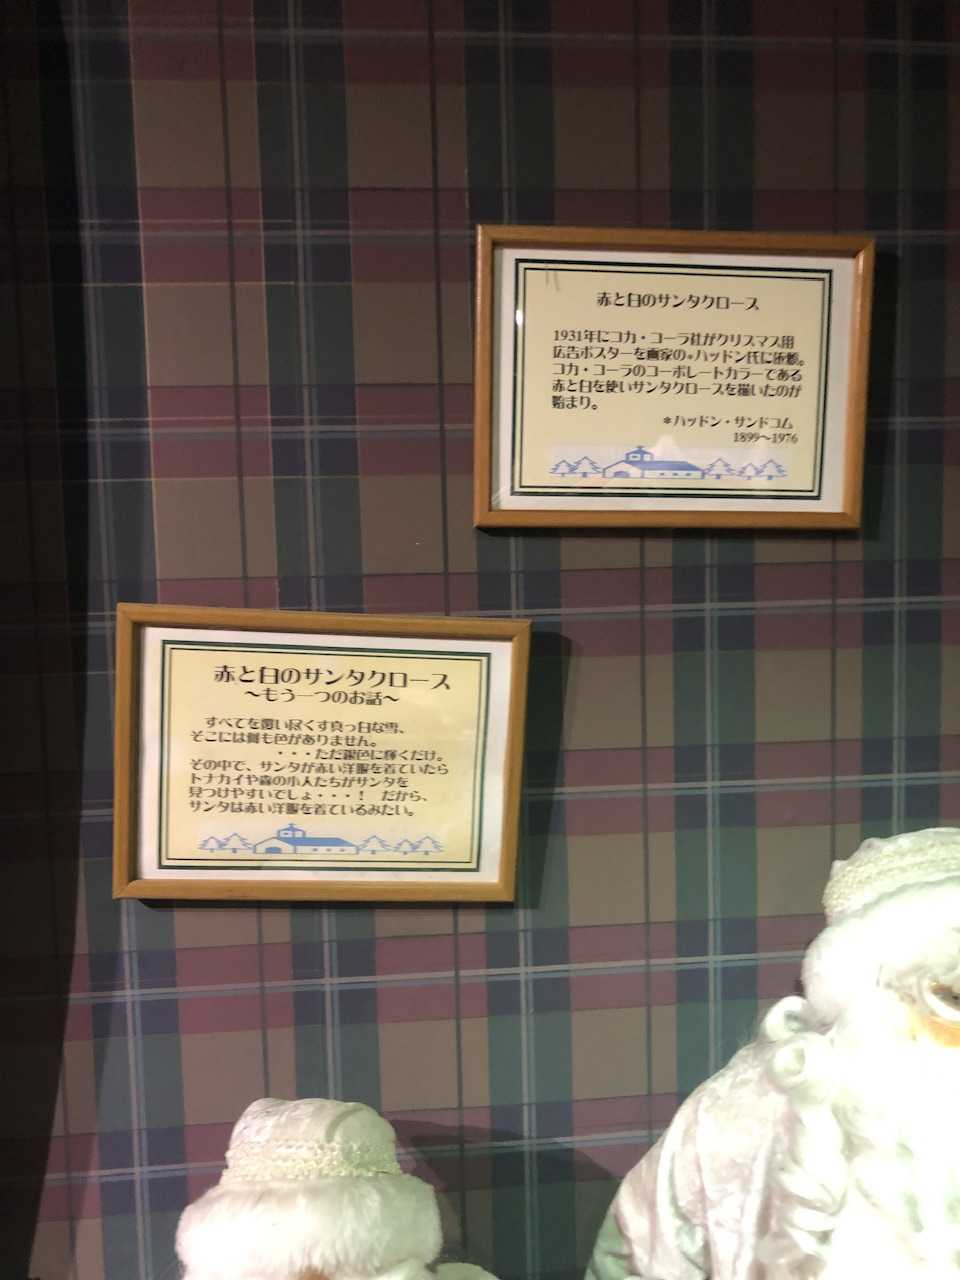 赤と白のサンタクロース
1931年にコカ・コーラ社がクリスマス用
広告ポスターを画家の*ハッドン氏に依頼。
コカ・コーラのコーポレートカラーである
赤と白を使いサンタクロースを描いたのが
始まり。
*ハッドン・サンドコム
1899〜1976
赤と白のサンタクロース
〜もう一つのお話〜
すべてを覆い尽くす真っ白な雪、
そこには何も色がありません。
・・・ただ銀色に輝くだけ。
その中で、サンタが赤い洋服を着ていたら
トナカイや森の小人たちがサンタを
見つけやすいでしょ・・・！ だから、
サンタは赤い洋服を着ているみたい。